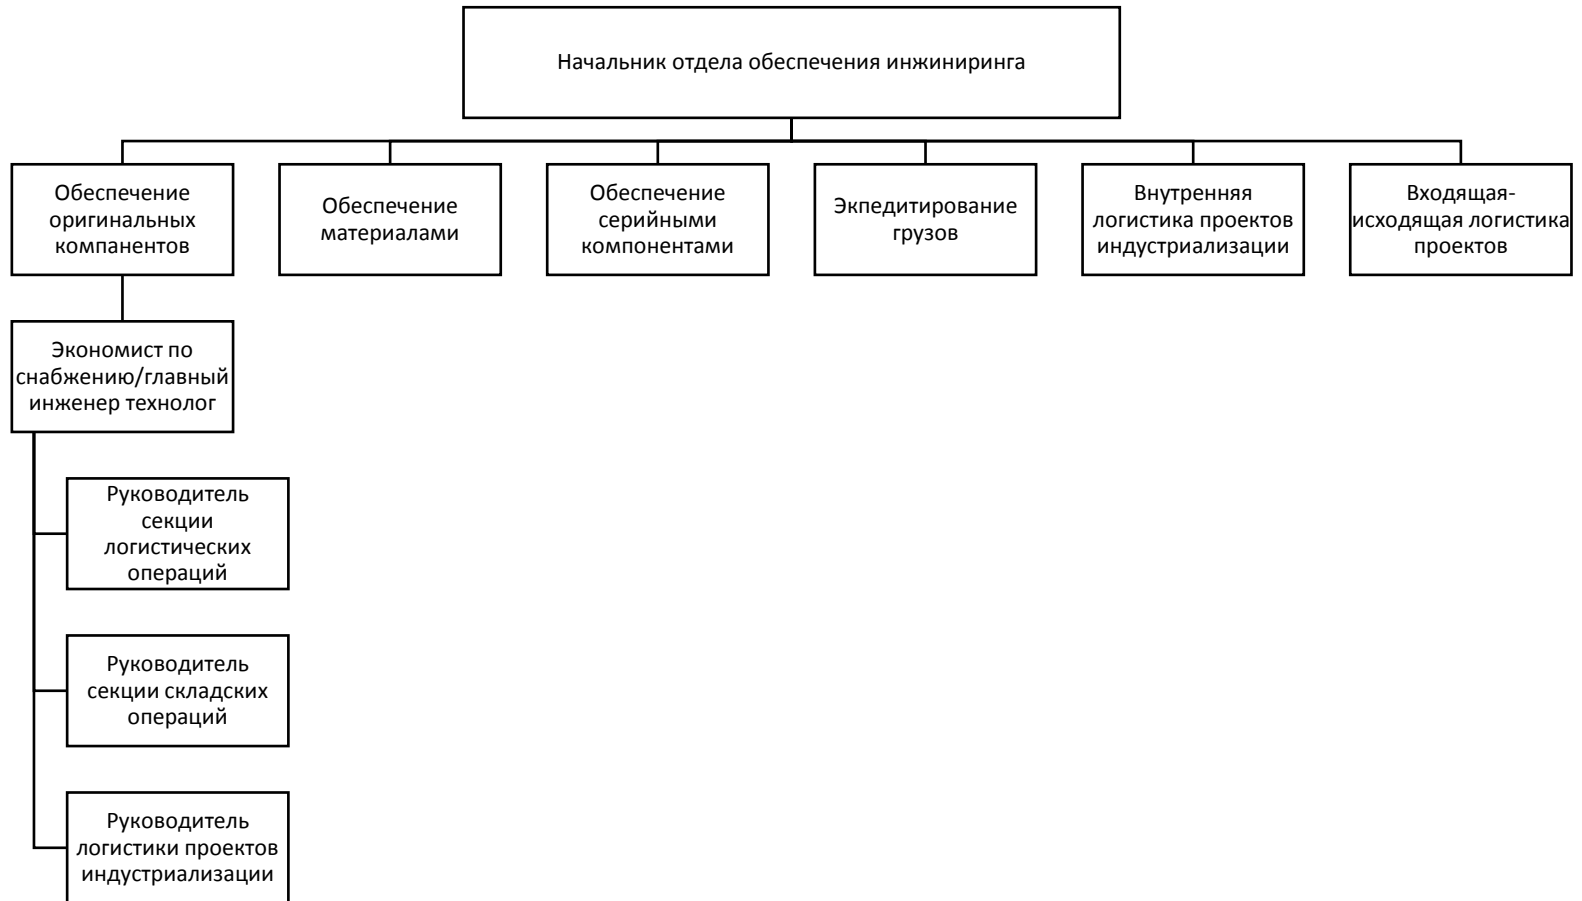 Начальник отдела обеспечения инжиниринга
Обеспечение
оригинальных
компанентов
Обеспечение
материалами
Обеспечение
серийными
компонентами
Экпедитирование
грузов
Внутренняя
логистика проектов
индустриализации
Входящая-
исходящая логистика
проектов
Экономист по
снабжению/главный
инженер технолог
Руководитель
секции
логистических
операций
Руководитель
секции складских
операций
Руководитель
логистики проектов
индустриализации